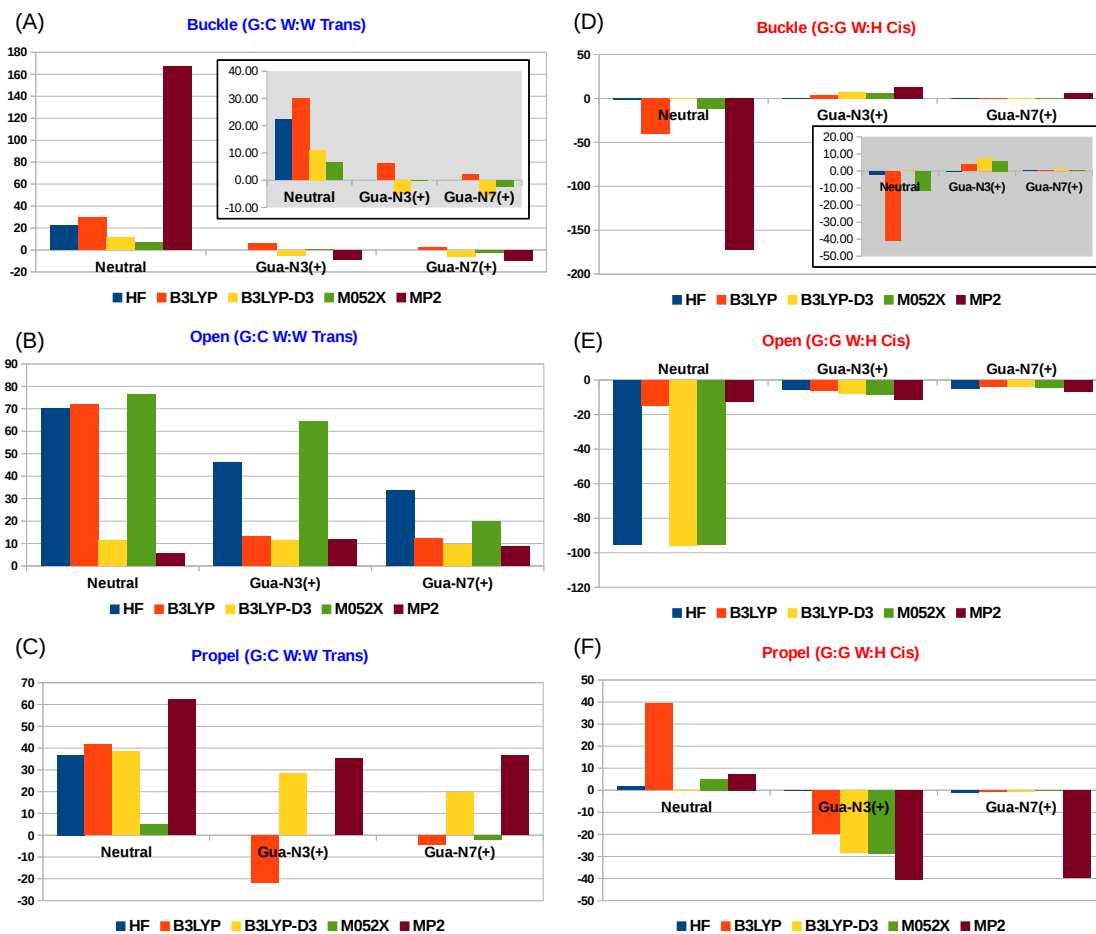 (A)
Buckle (G:C W:W Trans)
180
160
140
120
100
80
60
40
20
0
-20
40.00
30.00
20.00
10.00
0.00
-10.00
Neutral Gua-N3(+) Gua-N7(+)
Neutral Gua-N3(+) Gua-N7(+)
HF B3LYP B3LYP-D3 M052X MP2
(B)
Open (G:C W:W Trans)
90
80
70
60
50
40
30
20
10
0
Neutral Gua-N3(+) Gua-N7(+)
HF B3LYP B3LYP-D3 M052X MP2
(C)
Propel (G:C W:W Trans)
70
60
50
40
30
20
10
0
-10
-20
-30
Neutral Gua-N3(+) Gua-N7(+)
HF B3LYP B3LYP-D3 M052X MP2
(D)
Buckle (G:G W:H Cis)
50
0
-50
-100
-150
-200
Neutral Gua-N3(+) Gua-N7(+)
20.00
10.00
0.00
-10.00
-20.00
-30.00
-40.00
-50.00
Neutral Gua-N3(+) Gua-N7(+)
HF B3LYP B3LYP-D3 M052X MP2
(E)
Open (G:G W:H Cis)
Neutral Gua-N3(+) Gua-N7(+)
0
-20
-40
-60
-80
-100
-120
HF B3LYP B3LYP-D3 M052X MP2
(F)
Propel (G:G W:H Cis)
50
40
30
20
10
0
-10
-20
-30
-40
-50
Neutral Gua-N3(+) Gua-N7(+)
HF B3LYP B3LYP-D3 M052X MP2